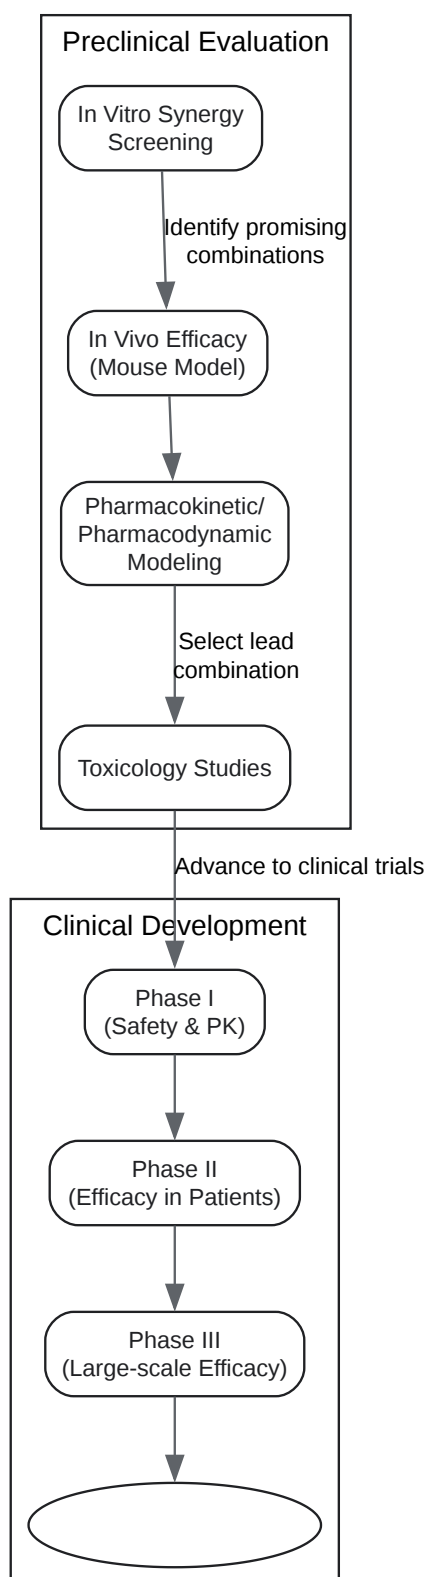 Preclinical Evaluation
In Vitro Synergy
Screening
Identify promising
combinations
In Vivo Efficacy
(Mouse Model)
Pharmacokinetic/
Pharmacodynamic
Modeling
Select lead
combination
Toxicology Studies
Advance to clinical trials
Clinical Development
Phase I
(Safety & PK)
Phase II
(Efficacy in Patients)
Phase III
(Large-scale Efficacy)